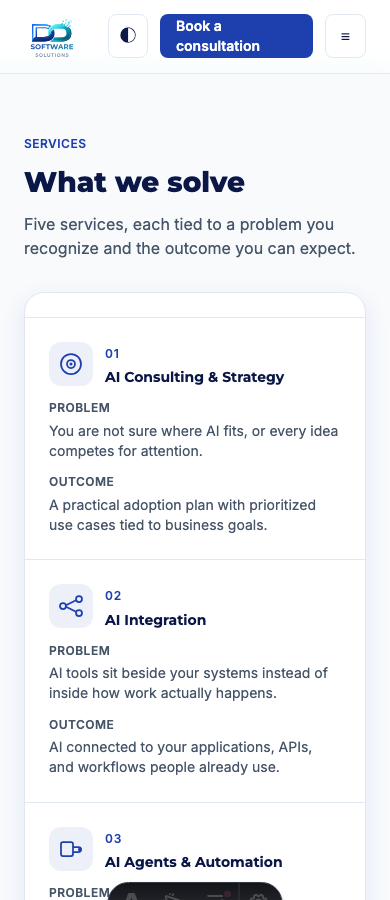 DO
SOFTWARE
SOLUTIONS
Book a
consultation
SERVICES
What we solve
Five services, each tied to a problem you
recognize and the outcome you can expect.
01
AI Consulting & Strategy
PROBLEM
You are not sure where AI fits, or every idea
competes for attention.
OUTCOME
A practical adoption plan with prioritized
use cases tied to business goals.
02
AI Integration
PROBLEM
AI tools sit beside your systems instead of
inside how work actually happens.
OUTCOME
AI connected to your applications, APIs,
and workflows people already use.
03
AI Agents & Automation
PROBLEM